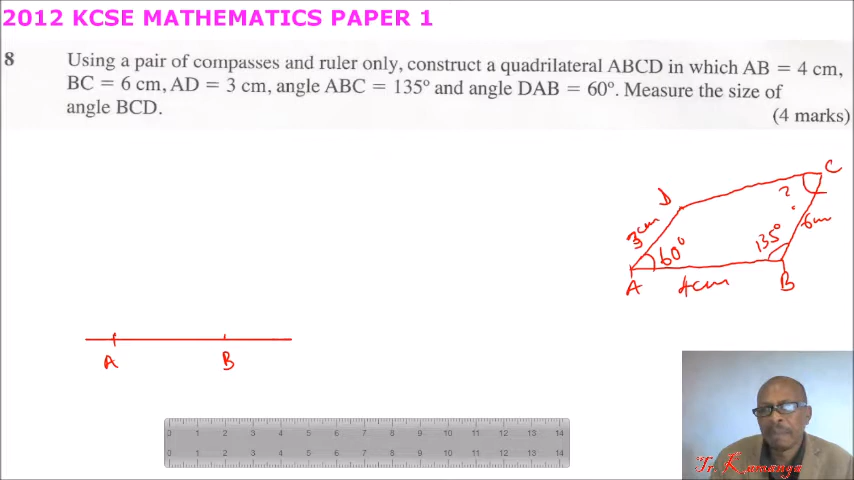 2012 KCSE MATHEMATICS PAPER 1
8 Using a pair of compasses and ruler only, construct a quadrilateral ABCD in which AB = 4 cm,
BC = 6 cm, AD = 3 cm, angle ABC = 135° and angle DAB = 60°. Measure the size of
angle BCD.
(4 marks)
C
D
?
3cm
6cm
135°
60°
A
4cm
B
A
B
0 1 2 3 4 5 6 7 8 9 10 11 12 13 14
0 1 2 3 4 5 6 7 8 9 10 11 12 13 14
Tr. Kamanga